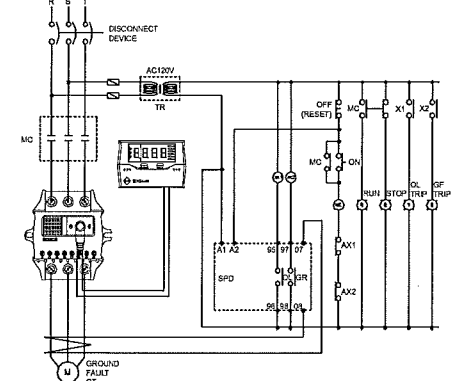 R S T
DISCONNECT
DEVICE
AC120V
TR
MC
OFF
(RESET)
MC
X1
X2
MC
ON
RUN
STOP
OL
TRIP
GF
TRIP
A1 A2
95 97 07
SPD
OL
GR
96 98 08
AX1
AX2
M
GROUND
FAULT
CT